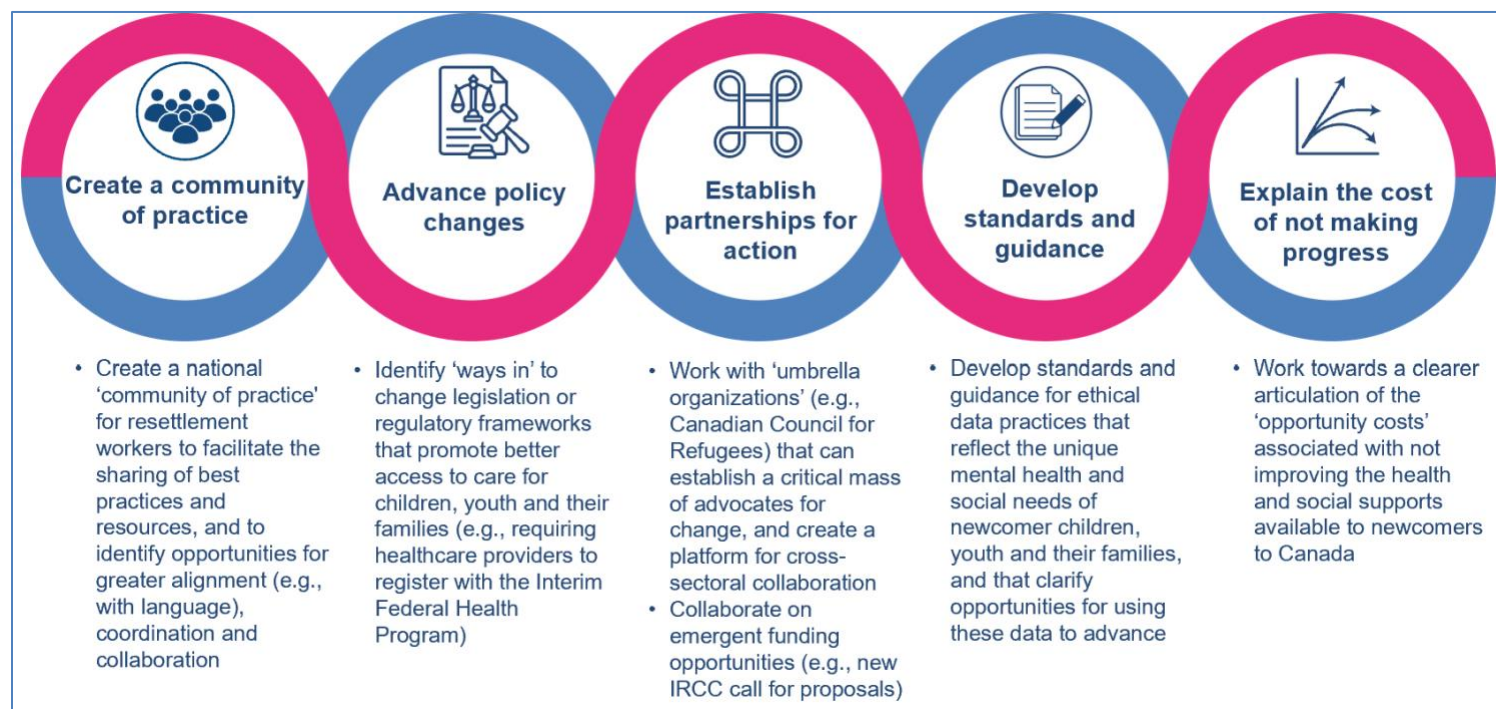 Create a community
of practice
Advance policy
changes
Establish
partnerships for
action
Develop
standards and
guidance
Explain the cost
of not making
progress
• Create a national
‘community of practice'
for resettlement
workers to facilitate the
sharing of best
practices and
resources, and to
identify opportunities for
greater alignment (e.g.,
with language),
coordination and
collaboration
• Identify ‘ways in’ to
change legislation or
regulatory frameworks
that promote better
access to care for
children, youth and their
families (e.g., requiring
healthcare providers to
register with the Interim
Federal Health
Program)
• Work with ‘umbrella
organizations’ (e.g.,
Canadian Council for
Refugees) that can
establish a critical mass
of advocates for
change, and create a
platform for cross-
sectoral collaboration
• Collaborate on
emergent funding
opportunities (e.g., new
IRCC call for proposals)
• Develop standards and
guidance for ethical
data practices that
reflect the unique
mental health and
social needs of
newcomer children,
youth and their families,
and that clarify
opportunities for using
these data to advance
• Work towards a clearer
articulation of the
‘opportunity costs’
associated with not
improving the health
and social supports
available to newcomers
to Canada